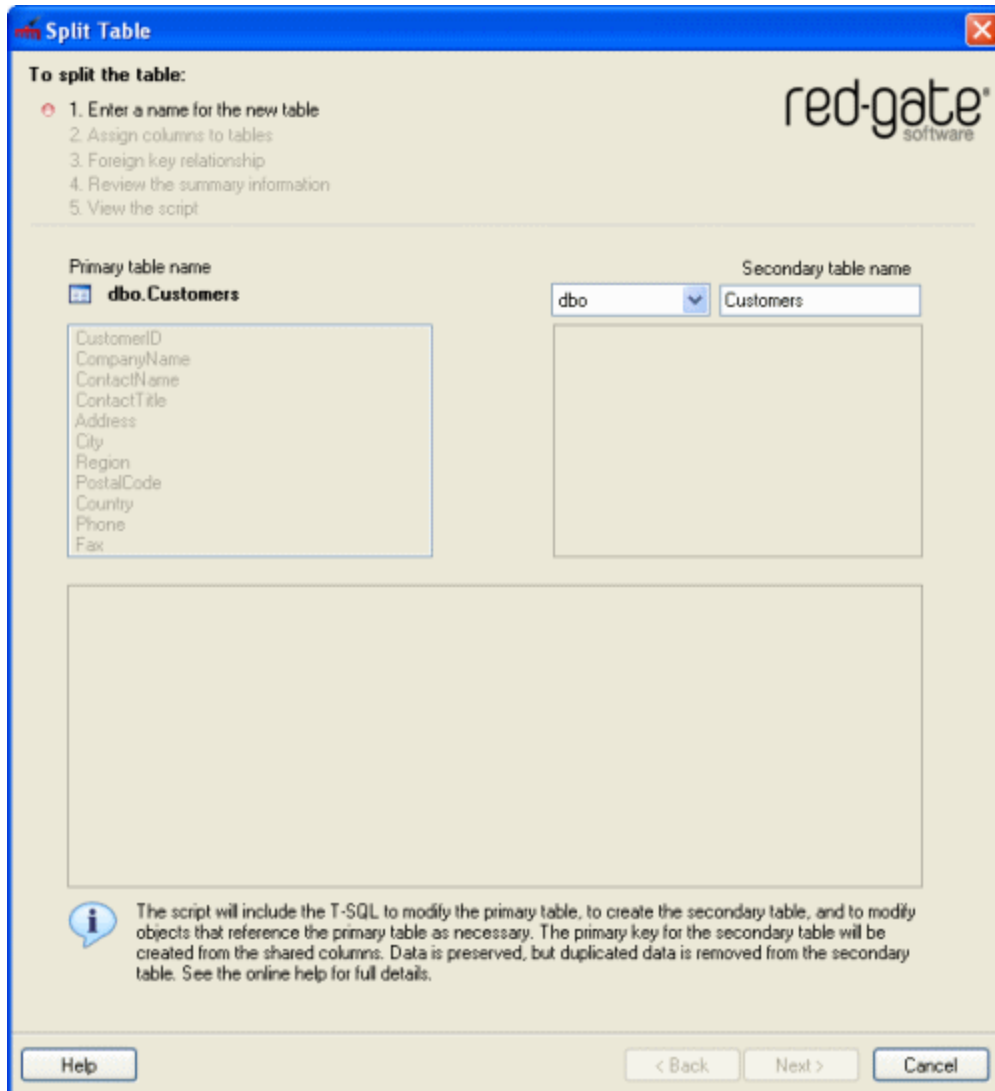 Split Table
To split the table:
1. Enter a name for the new table
2. Assign columns to tables
3. Foreign key relationship
4. Review the summary information
5. View the script
red-gate®
software
Primary table name
dbo.Customers
Secondary table name
dbo
Customers
CustomerID
CompanyName
ContactName
ContactTitle
Address
City
Region
PostalCode
Country
Phone
Fax
The script will include the T-SQL to modify the primary table, to create the secondary table, and to modify
objects that reference the primary table as necessary. The primary key for the secondary table will be
created from the shared columns. Data is preserved, but duplicated data is removed from the secondary
table. See the online help for full details.
Help
< Back
Next >
Cancel